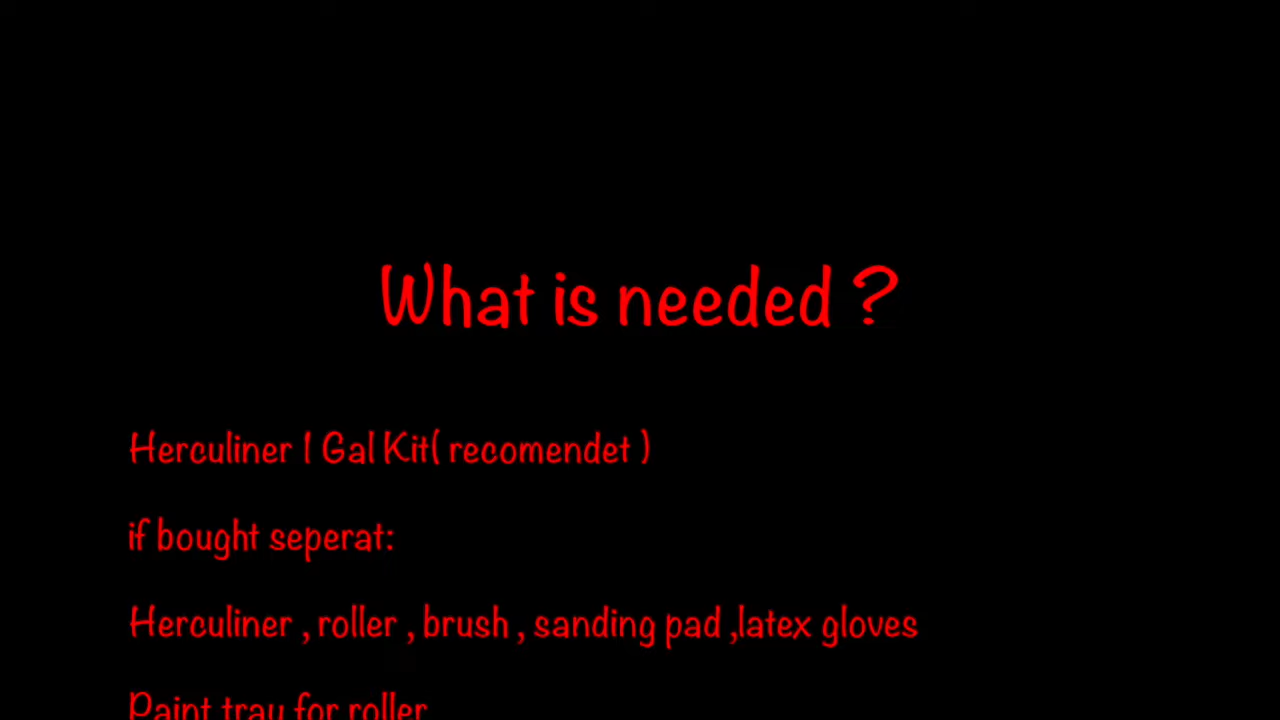 What is needed ?
Herculiner 1 Gal Kit( recomendet )
if bought seperat:
Herculiner , roller , brush , sanding pad ,latex gloves
Paint tray for roller